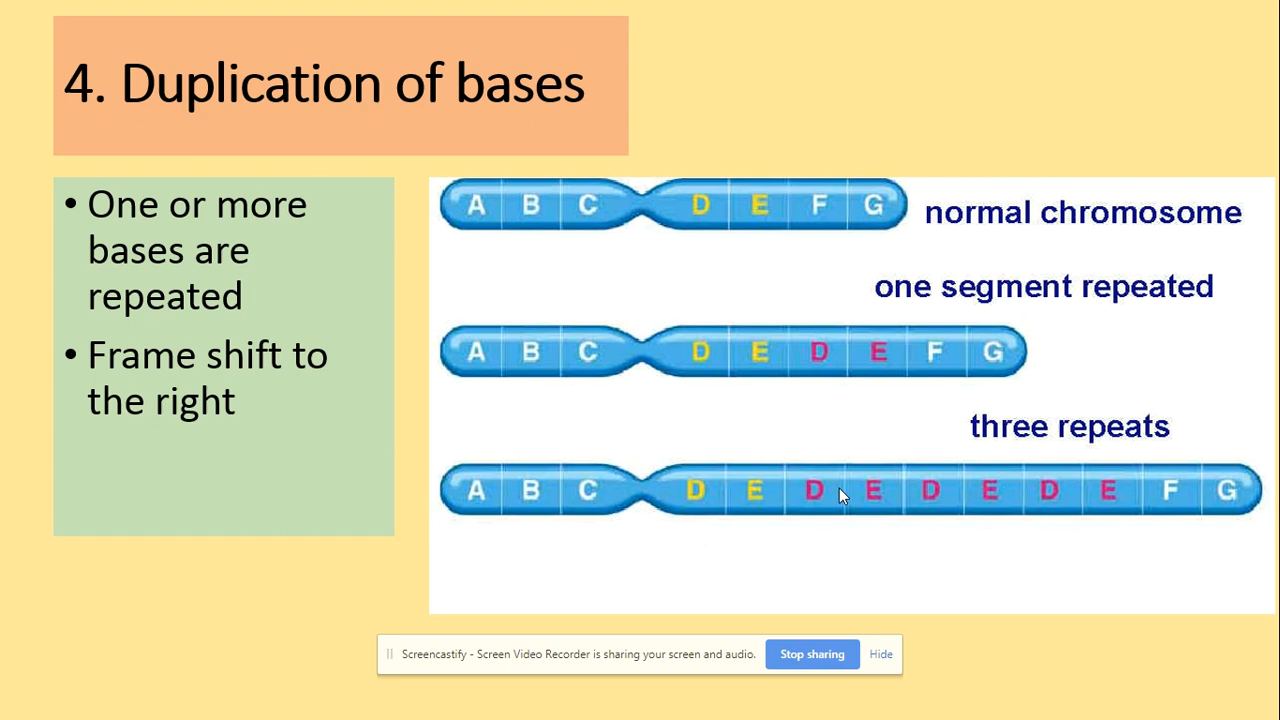 4. Duplication of bases
• One or more
bases are
repeated
• Frame shift to
the right
A B C D E F G
normal chromosome
one segment repeated
A B C D E D E F G
three repeats
A B C D E D E D E D E F G
Screencastify - Screen Video Recorder is sharing your screen and audio. Stop sharing Hide